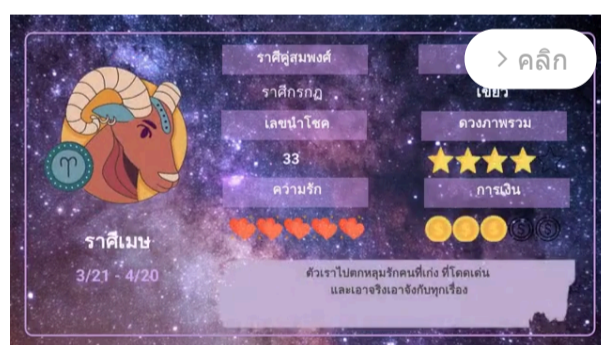 ราศีคู่สมพงศ์
> คลิก
ราศีกรกฎ
เขียว
เลขนำโชค
ดวงภาพรวม
33
ความรัก
การเงิน
ราศีเมษ
3/21 - 4/20
ตัวเราไปตกหลุมรักคนที่เก่ง ที่โดดเด่น
และเอาจริงเอาจังกับทุกเรื่อง